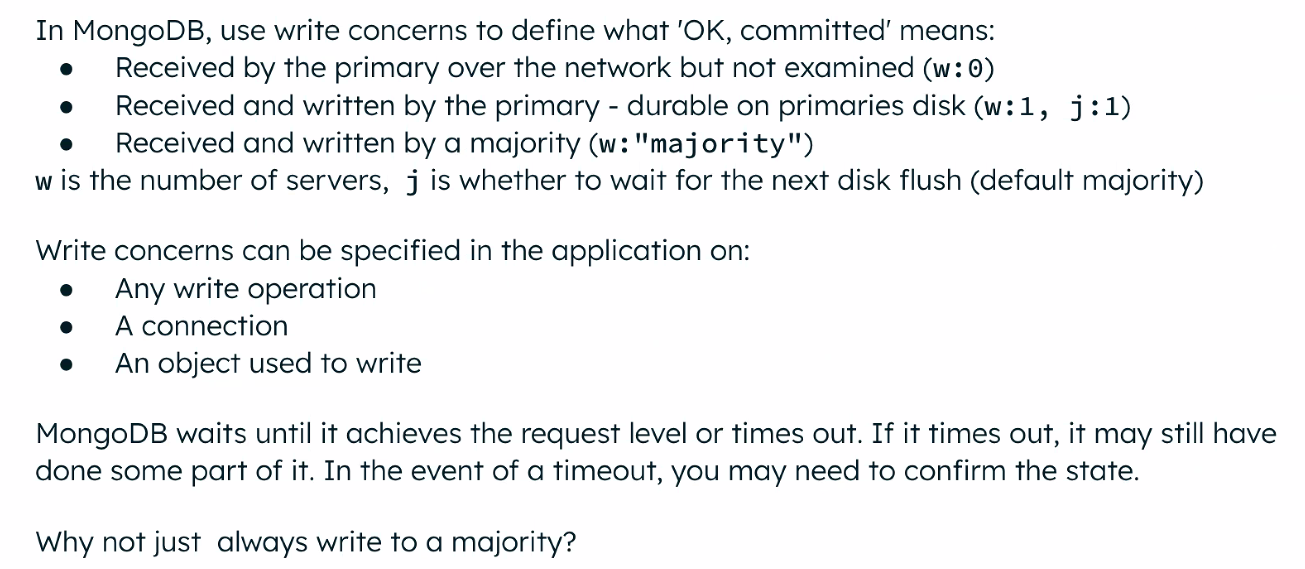 In MongoDB, use write concerns to define what 'OK, committed' means:
● Received by the primary over the network but not examined (w:0)
● Received and written by the primary - durable on primaries disk (w:1, j:1)
● Received and written by a majority (w:"majority")
w is the number of servers, j is whether to wait for the next disk flush (default majority)
Write concerns can be specified in the application on:
● Any write operation
● A connection
● An object used to write
MongoDB waits until it achieves the request level or times out. If it times out, it may still have
done some part of it. In the event of a timeout, you may need to confirm the state.
Why not just always write to a majority?